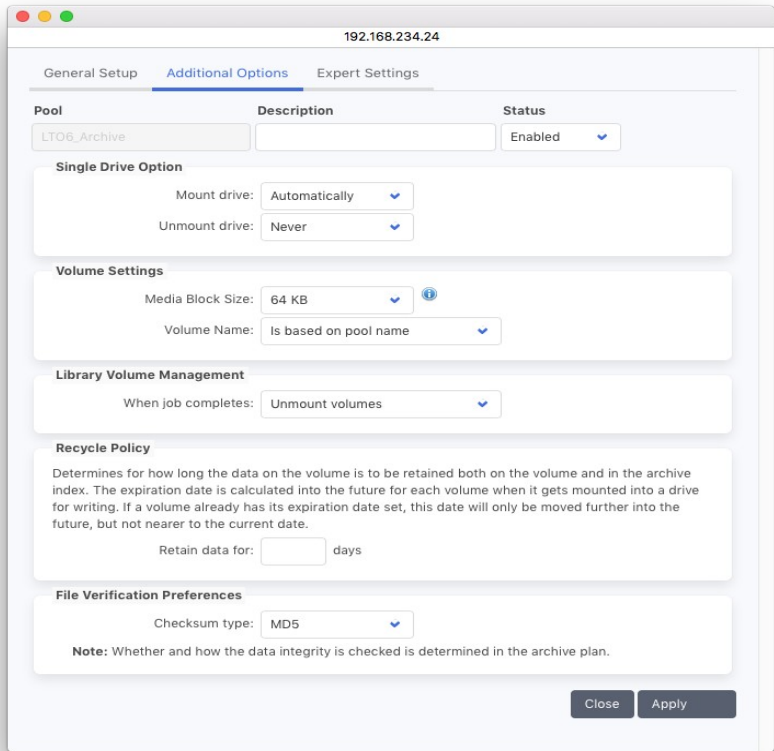 192.168.234.24
General Setup Additional Options Expert Settings
Pool Description Status
LTO6_Archive Enabled
Single Drive Option
Mount drive: Automatically
Unmount drive: Never
Volume Settings
Media Block Size: 64 KB
Volume Name: Is based on pool name
Library Volume Management
When job completes: Unmount volumes
Recycle Policy
Determines for how long the data on the volume is to be retained both on the volume and in the archive
index. The expiration date is calculated into the future for each volume when it gets mounted into a drive
for writing. If a volume already has its expiration date set, this date will only be moved further into the
future, but not nearer to the current date.
Retain data for: days
File Verification Preferences
Checksum type: MD5
Note: Whether and how the data integrity is checked is determined in the archive plan.
Close Apply